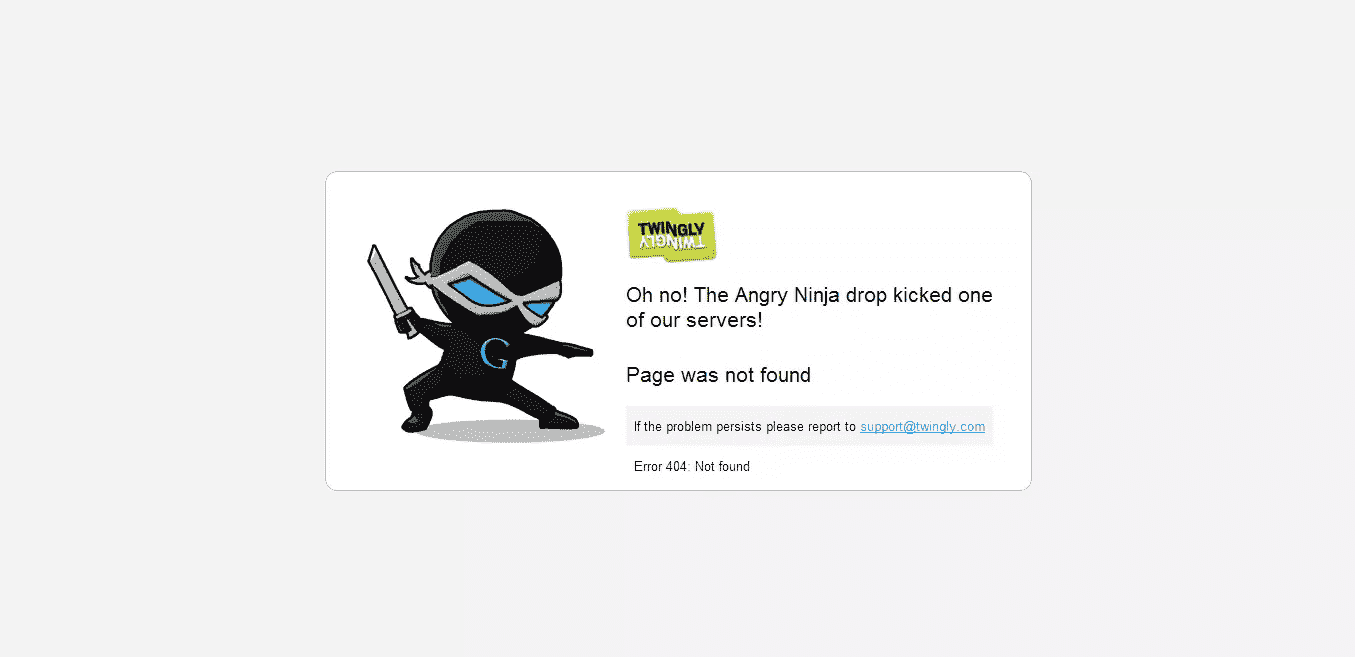 TWINGLY
TWINGLY
G
Oh no! The Angry Ninja drop kicked one
of our servers!
Page was not found
If the problem persists please report to support@twingly.com
Error 404: Not found